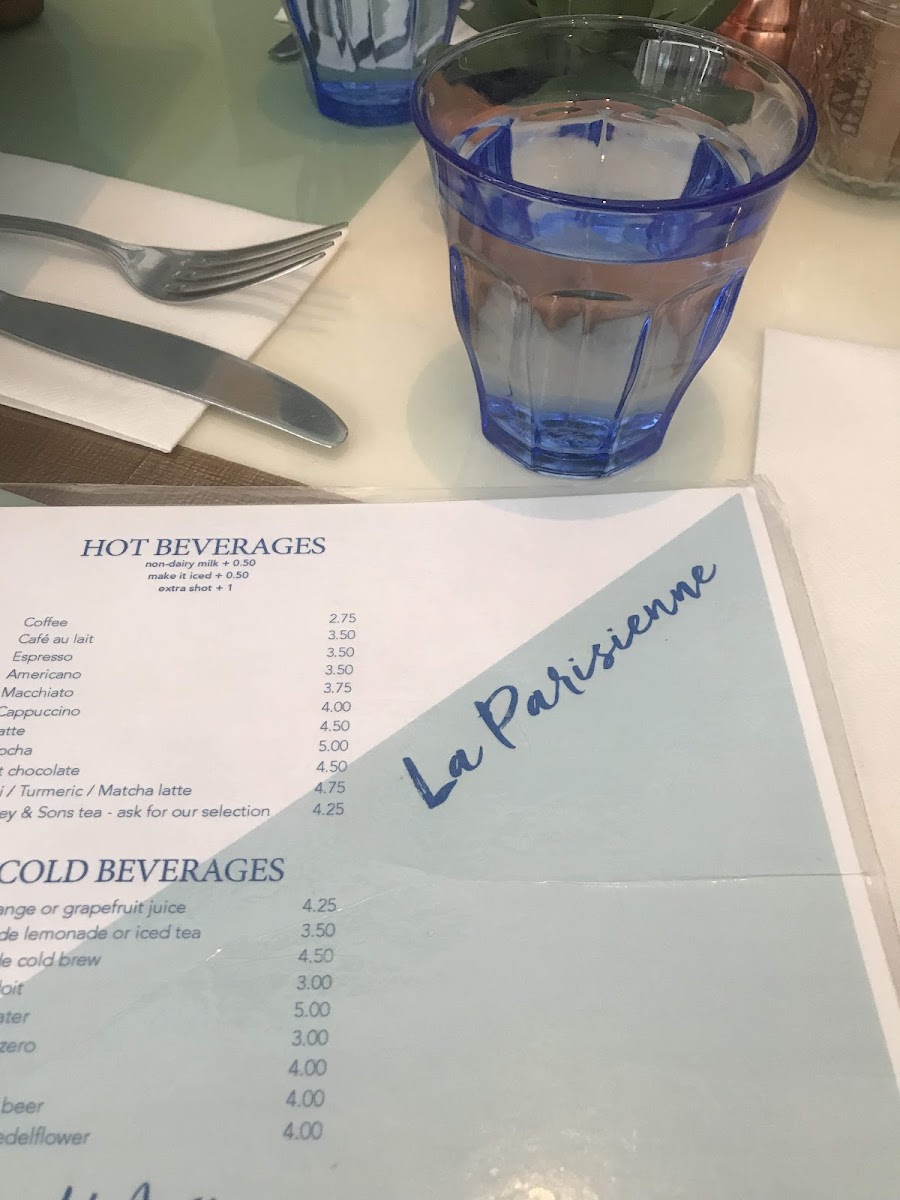 HOT BEVERAGES
non-dairy milk + 0.50
make it iced + 0.50
extra shot + 1
Coffee 2.75
Café au lait 3.50
Espresso 3.50
Americano 3.50
Macchiato 3.75
Cappuccino 4.00
atte 4.50
ocha 5.00
t chocolate 4.50
i / Turmeric / Matcha latte 4.75
ey & Sons tea - ask for our selection 4.25
La Parisienne
COLD BEVERAGES
ange or grapefruit juice 4.25
de lemonade or iced tea 3.50
le cold brew 4.50
loit 3.00
ater 5.00
zero 3.00
4.00
beer 4.00
edelflower 4.00